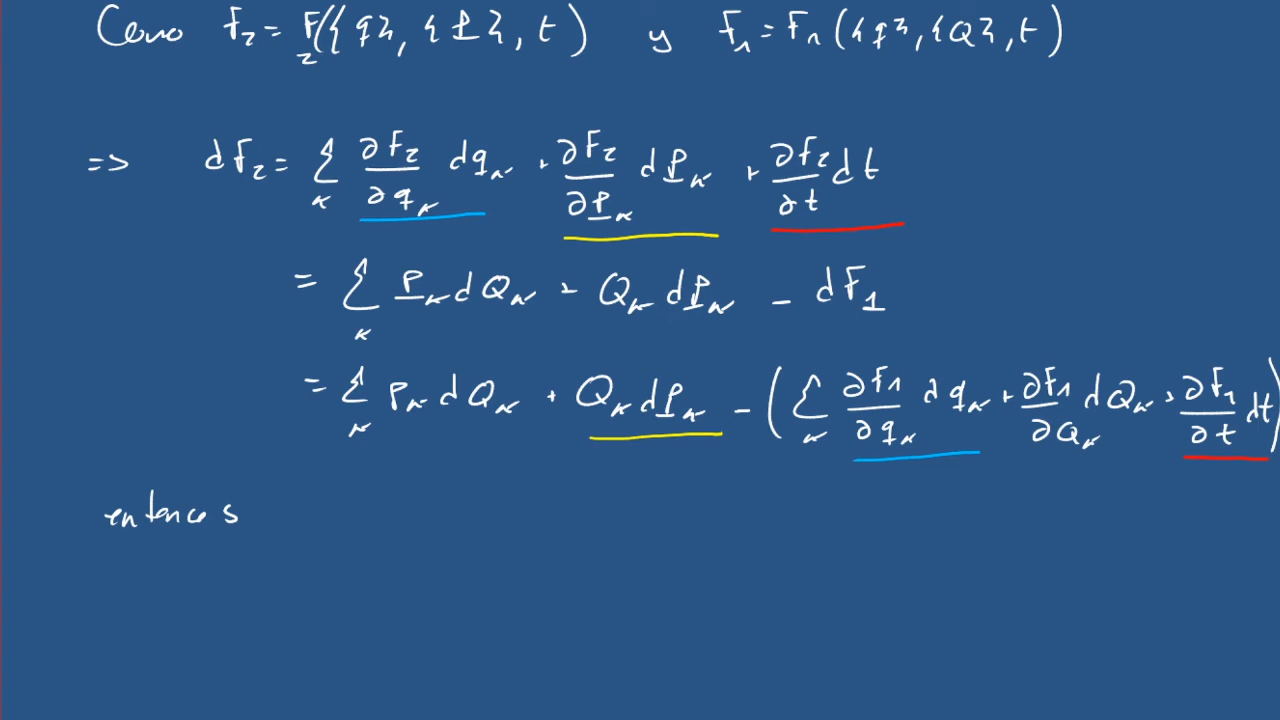 Como F₂ = F₂({q}, {P}, t) y F₁ = F₁({q}, {Q}, t)
=> dF₂ = Σₖ ∂F₂/∂qₖ dqₖ + ∂F₂/∂Pₖ dPₖ + ∂F₂/∂t dt
= Σₖ Pₖ dQₖ + Qₖ dPₖ - dF₁
= Σₖ Pₖ dQₖ + Qₖ dPₖ - (Σₖ ∂F₁/∂qₖ dqₖ + ∂F₁/∂Qₖ dQₖ + ∂F₁/∂t dt)
entonces